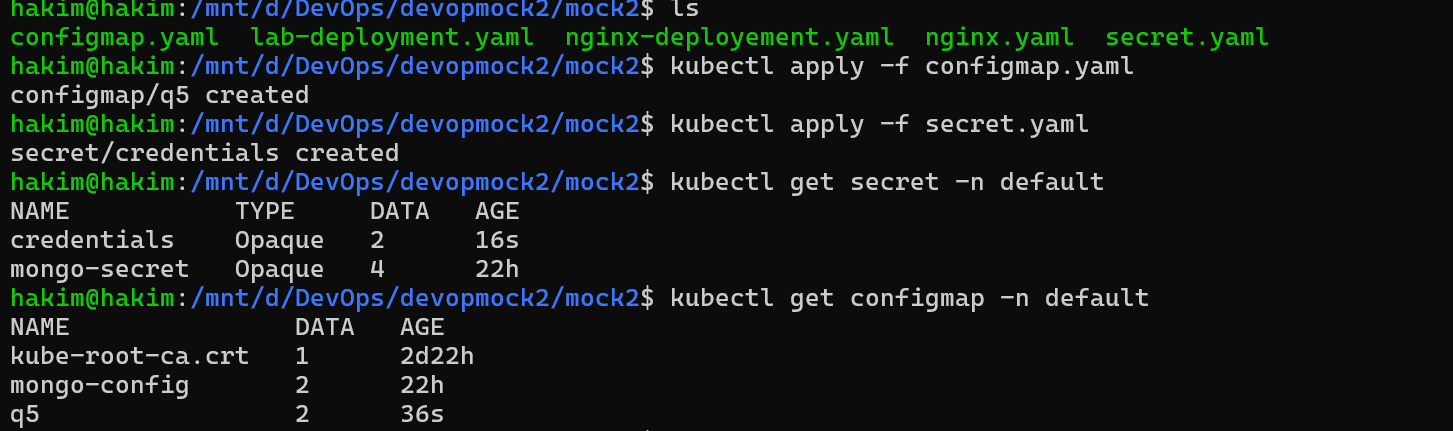 hakim@hakim:/mnt/d/DevOps/devopmock2/mock2$ ls
configmap.yaml  lab-deployment.yaml  nginx-deployement.yaml  nginx.yaml  secret.yaml
hakim@hakim:/mnt/d/DevOps/devopmock2/mock2$ kubectl apply -f configmap.yaml
configmap/q5 created
hakim@hakim:/mnt/d/DevOps/devopmock2/mock2$ kubectl apply -f secret.yaml
secret/credentials created
hakim@hakim:/mnt/d/DevOps/devopmock2/mock2$ kubectl get secret -n default
NAME           TYPE     DATA   AGE
credentials    Opaque   2      16s
mongo-secret   Opaque   4      22h
hakim@hakim:/mnt/d/DevOps/devopmock2/mock2$ kubectl get configmap -n default
NAME               DATA   AGE
kube-root-ca.crt   1      2d22h
mongo-config       2      22h
q5                 2      36s